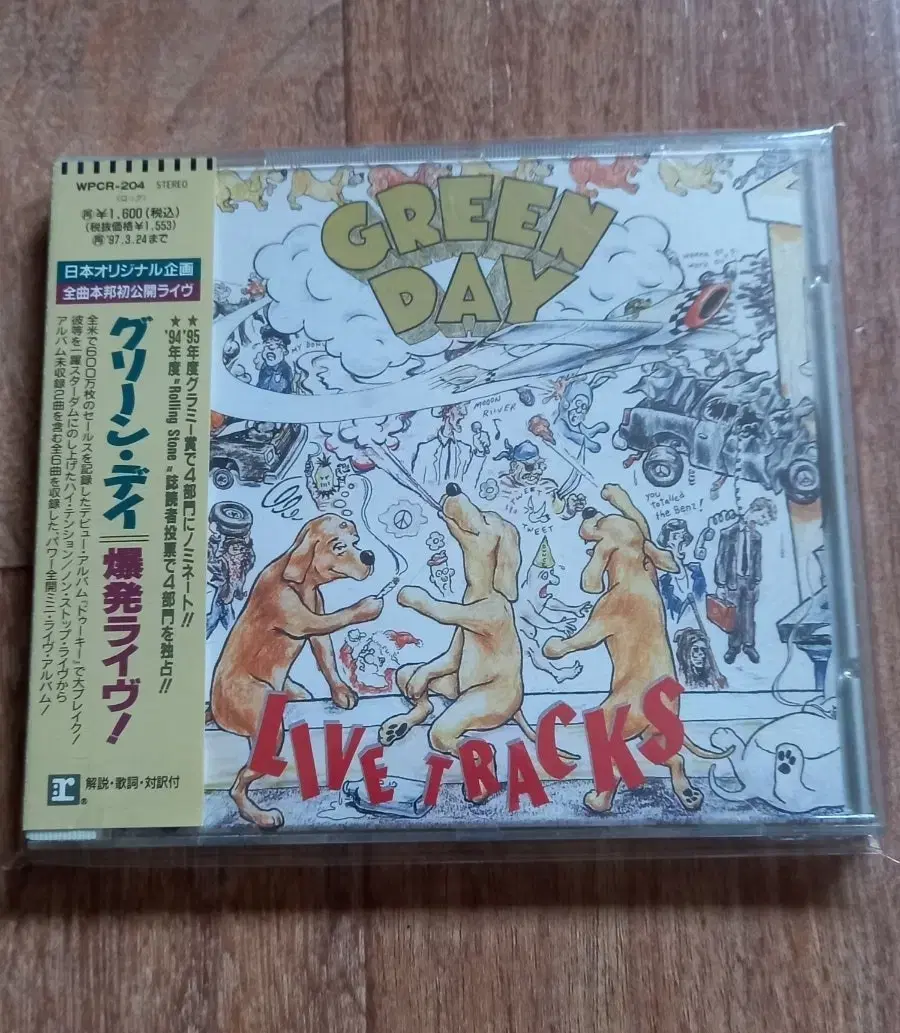 WPCR-204 STEREO
(ロック)
㊢¥1,600(税込)
(税抜価格¥1,553)
㊢'97.3.24まで
日本オリジナル企画
全曲本邦初公開ライヴ
★'95年度グラミー賞で4部門にノミネート!!
★'94年度“Rolling Stone”誌読者投票で4部門を独占!!
グリーン・デイ
爆発ライヴ!
全米で600万枚のセールスを記録したデビュー・アルバム『ドゥーキー』で大ブレイク!
彼等を一躍スターダムにのし上げたハイ・テンション/ノン・ストップ・ライヴから
アルバム未収録2曲を含む全6曲を収録した、パワー全開ミニ・ライヴ・アルバム!
r®
解説・歌詞・対訳付
GREEN
DAY
MOOON
RIIVER
TWEET
TWEET
you totalled
the Benz!
LIVE TRACKS